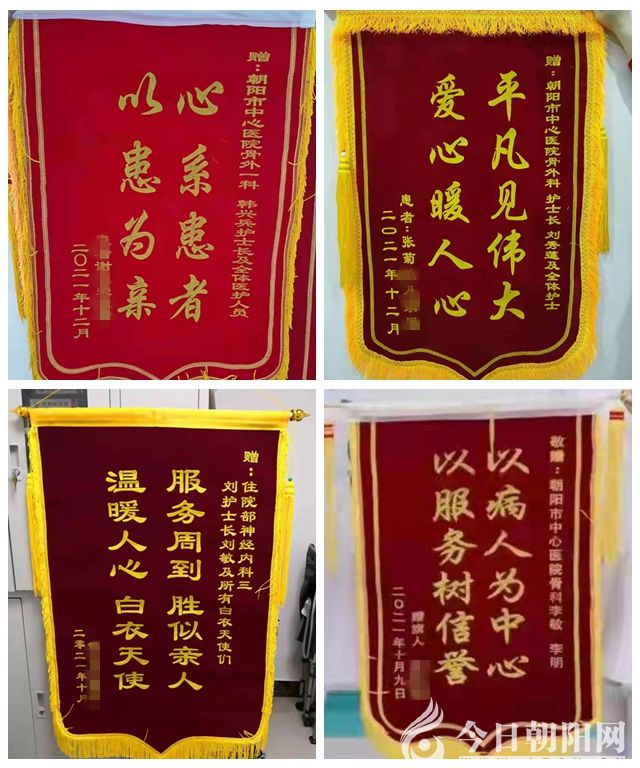 赠：朝阳市中心医院骨外一科 韩兴兵护士长及全体医护人员
心系患者
以患为亲
二〇二一年十二月
赠：朝阳市中心医院骨外科 护士长 刘秀莲及全体护士
平凡见伟大
爱心暖人心
患者：张菊
二〇二一年十二月
赠：住院部神经内科三
刘护士长刘敏及所有白衣天使们
服务周到 胜似亲人
温暖人心 白衣天使
二零二一年十月
敬赠：朝阳市中心医院骨科李敏 李明
以病人为中心
以服务树信誉
赠旗人
二〇二一年十月九日
今日朝阳网